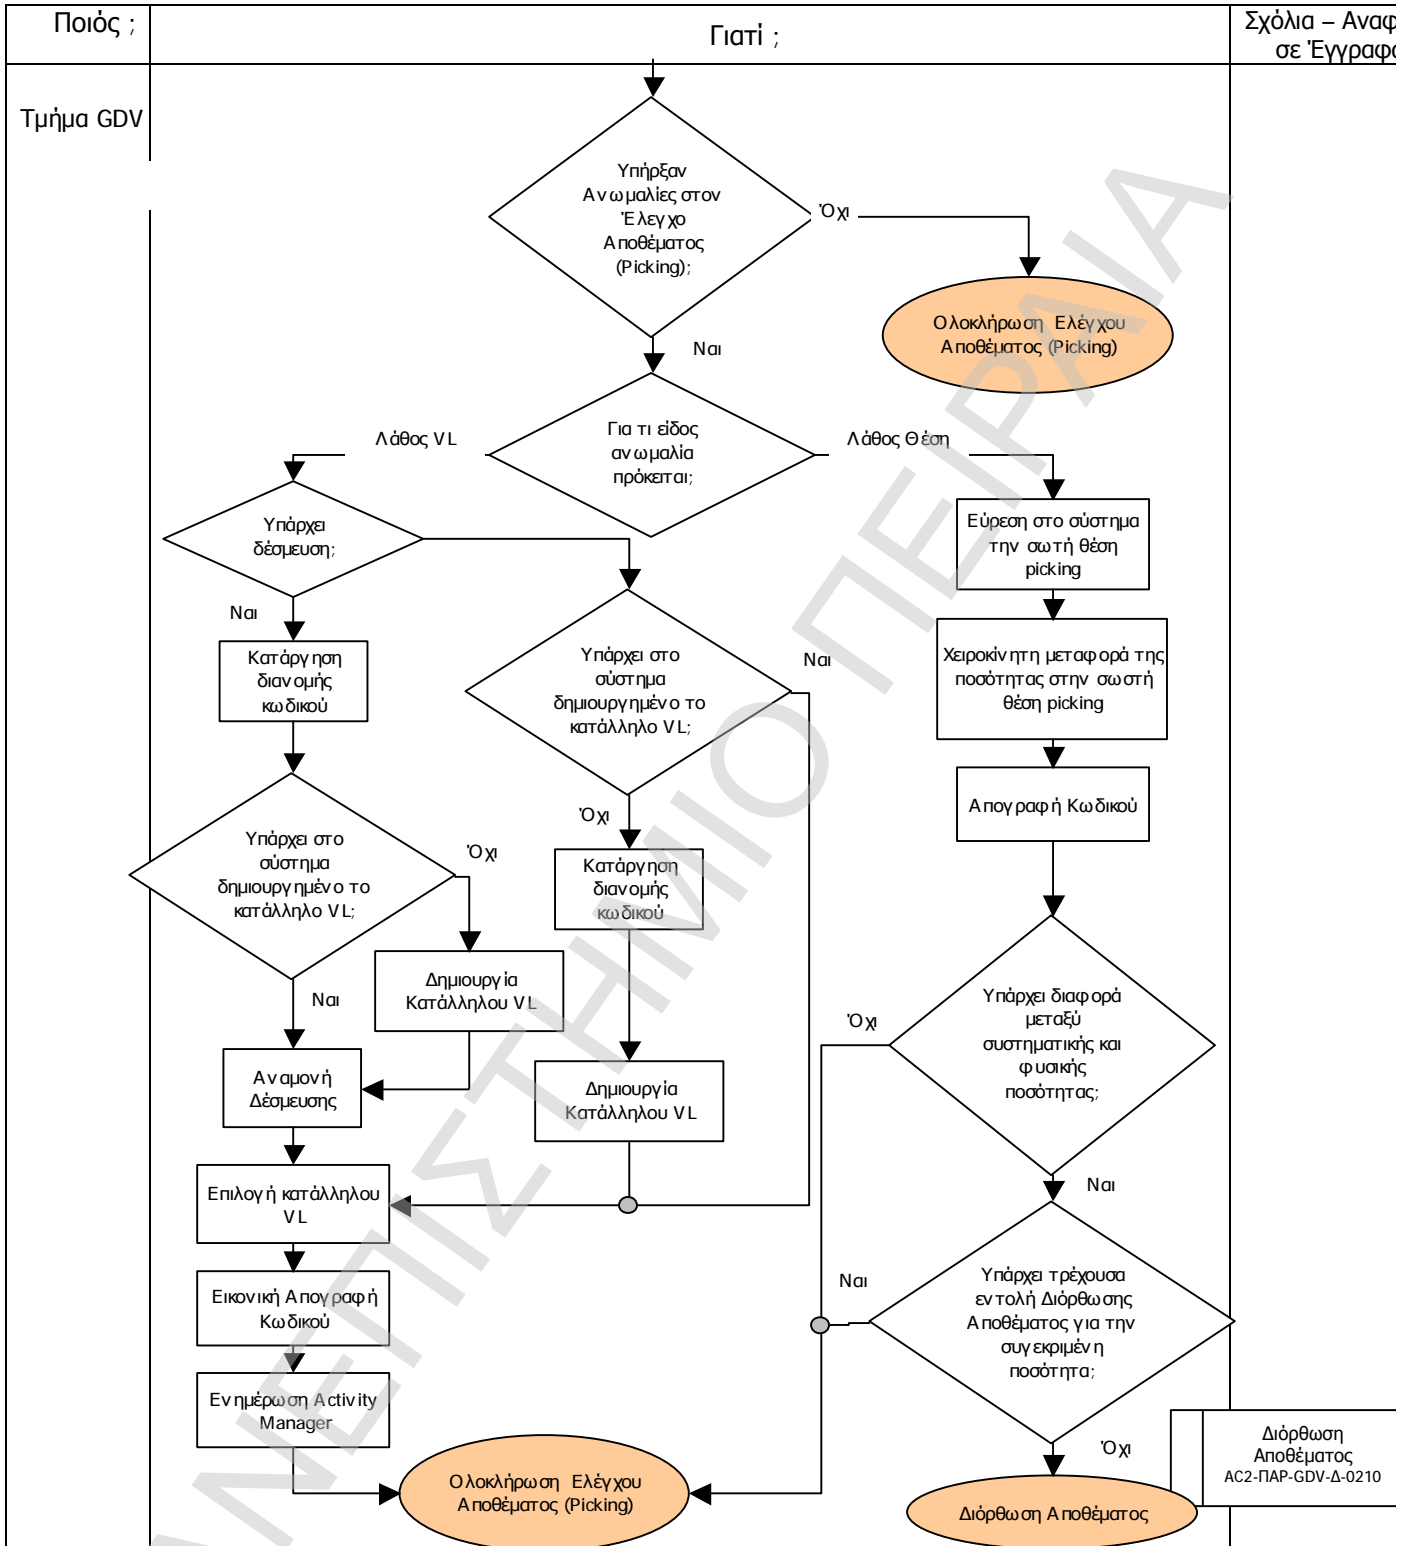 Ποιός ;
Γιατί ;
Σχόλια – Αναφ
σε Έγγραφα
Τμήμα GDV
Υπήρξαν
Ανωμαλίες στον
Έλεγχο
Αποθέματος
(Picking);
Όχι
Ολοκλήρωση Ελέγχου
Αποθέματος (Picking)
Ναι
Για τι είδος
ανωμαλία
πρόκειται;
Λάθος VL
Λάθος Θέση
Υπάρχει
δέσμευση;
Εύρεση στο σύστημα
την σωτή θέση
picking
Ναι
Κατάργηση
διανομής
κωδικού
Υπάρχει στο
σύστημα
δημιουργημένο το
κατάλληλο VL;
Ναι
Χειροκίνητη μεταφορά της
ποσότητας στην σωστή
θέση picking
Απογραφή Κωδικού
Όχι
Υπάρχει στο
σύστημα
δημιουργημένο το
κατάλληλο VL;
Όχι
Κατάργηση
διανομής
κωδικού
Δημιουργία
Κατάλληλου VL
Ναι
Υπάρχει διαφορά
μεταξύ
συστηματικής και
φυσικής
ποσότητας;
Όχι
Αναμονή
Δέσμευσης
Δημιουργία
Κατάλληλου VL
Επιλογή κατάλληλου
VL
Ναι
Εικονική Απογραφή
Κωδικού
Ναι
Υπάρχει τρέχουσα
εντολή Διόρθωσης
Αποθέματος για την
συγεκριμένη
ποσότητα;
Ενημέρωση Activity
Manager
Όχι
Διόρθωση
Αποθέματος
AC2-ΠΑΡ-GDV-Δ-0210
Ολοκλήρωση Ελέγχου
Αποθέματος (Picking)
Διόρθωση Αποθέματος
ΑΝΕΠΙΣΤΗΜΙΟ ΠΕΙΡΑΙΑ